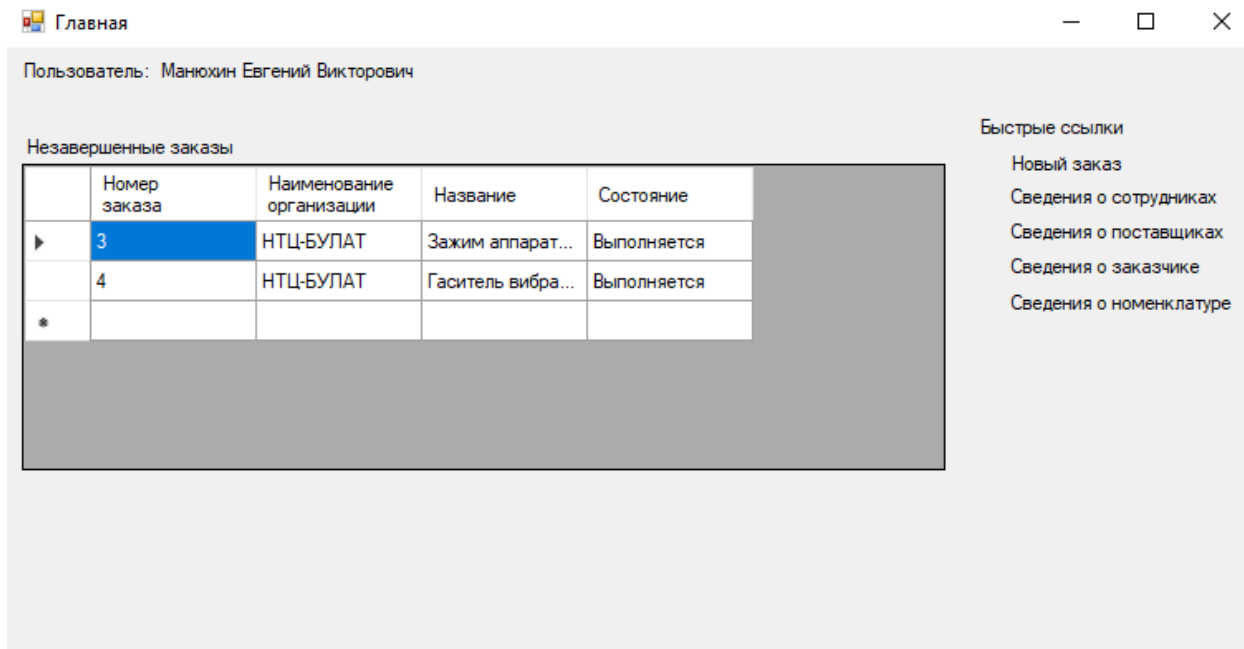 Главная
Пользователь: Манюхин Евгений Викторович
Незавершенные заказы
Номер заказа Наименование организации Название Состояние
3 НТЦ-БУЛАТ Зажим аппарат... Выполняется
4 НТЦ-БУЛАТ Гаситель вибра... Выполняется
Быстрые ссылки
Новый заказ
Сведения о сотрудниках
Сведения о поставщиках
Сведения о заказчике
Сведения о номенклатуре